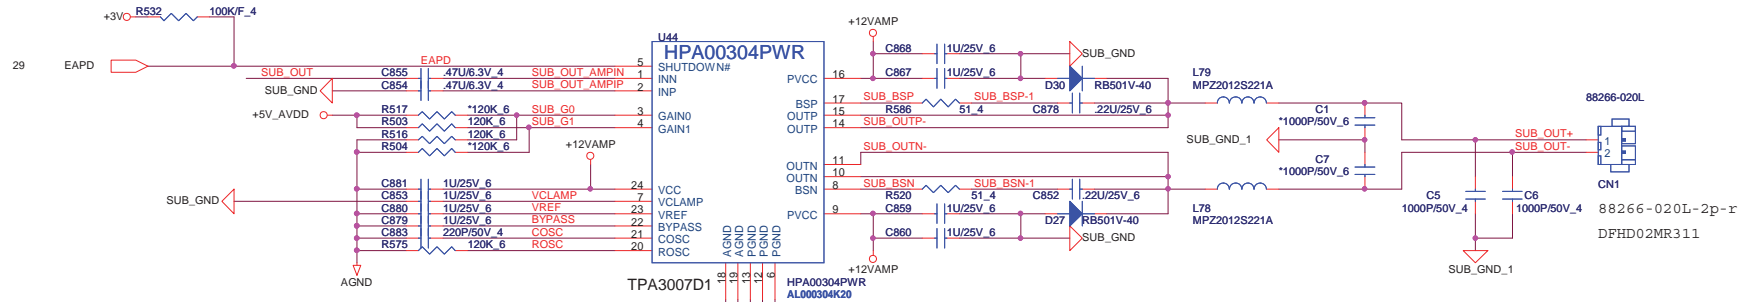 +3V R532 100K/F_4
29 EAPD
EAPD
SUB_OUT C855 .47U/6.3V_4 SUB_OUT_AMPIN
SUB_GND C854 .47U/6.3V_4 SUB_OUT_AMPIP
+5V_AVDD R517 *120K_6 SUB_G0
R503 120K_6 SUB_G1
R516 120K_6
R504 *120K_6
+12VAMP
C881 1U/25V_6
SUB_GND C853 1U/25V_6 VCLAMP
C880 1U/25V_6 VREF
C879 1U/25V_6 BYPASS
C883 220P/50V_4 COSC
R575 120K_6 ROSC
AGND
U44
HPA00304PWR
5 SHUTDOWN#
1 INN
2 INP
3 GAIN0
4 GAIN1
24 VCC
7 VCLAMP
23 VREF
22 BYPASS
21 COSC
20 ROSC
PVCC 16
BSP 17
OUTP 15
OUTP 14
OUTN 11
OUTN 10
BSN 8
PVCC 9
AGND AGND PGND PGND PGND
18 19 13 12 6
TPA3007D1
HPA00304PWR
AL000304K20
+12VAMP
C868 1U/25V_6 SUB_GND
C867 1U/25V_6
D30 RB501V-40
SUB_BSP SUB_BSP-1
R586 51_4 C878 .22U/25V_6
SUB_OUTP-
SUB_OUTN-
SUB_BSN SUB_BSN-1
R520 51_4 C852 .22U/25V_6
C859 1U/25V_6
D27 RB501V-40
C860 1U/25V_6 SUB_GND
+12VAMP
L79
MPZ2012S221A
L78
MPZ2012S221A
C1
*1000P/50V_6
SUB_GND_1
C7
*1000P/50V_6
C5
1000P/50V_4
C6
1000P/50V_4
SUB_GND_1
88266-020L
SUB_OUT+ 1
SUB_OUT- 2
CN1
88266-020L-2p-r
DFHD02MR311